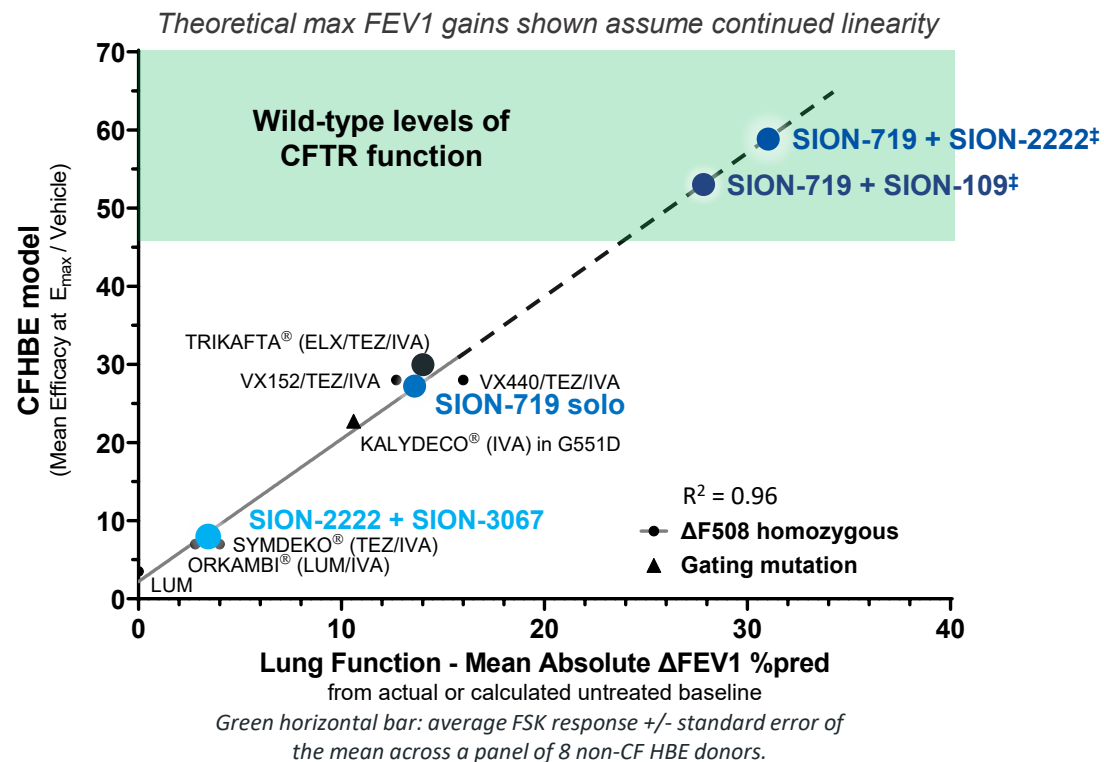 Theoretical max FEV1 gains shown assume continued linearity
70
60
50
40
30
20
10
0
CFHBE model
(Mean Efficacy at Emax / Vehicle)
Wild-type levels of
CFTR function
SION-719 + SION-2222‡
SION-719 + SION-109‡
TRIKAFTA® (ELX/TEZ/IVA)
VX152/TEZ/IVA
VX440/TEZ/IVA
SION-719 solo
KALYDECO® (IVA) in G551D
SION-2222 + SION-3067
SYMDEKO® (TEZ/IVA)
ORKAMBI® (LUM/IVA)
LUM
R² = 0.96
ΔF508 homozygous
Gating mutation
0 10 20 30 40
Lung Function - Mean Absolute ΔFEV1 %pred
from actual or calculated untreated baseline
Green horizontal bar: average FSK response +/- standard error of
the mean across a panel of 8 non-CF HBE donors.